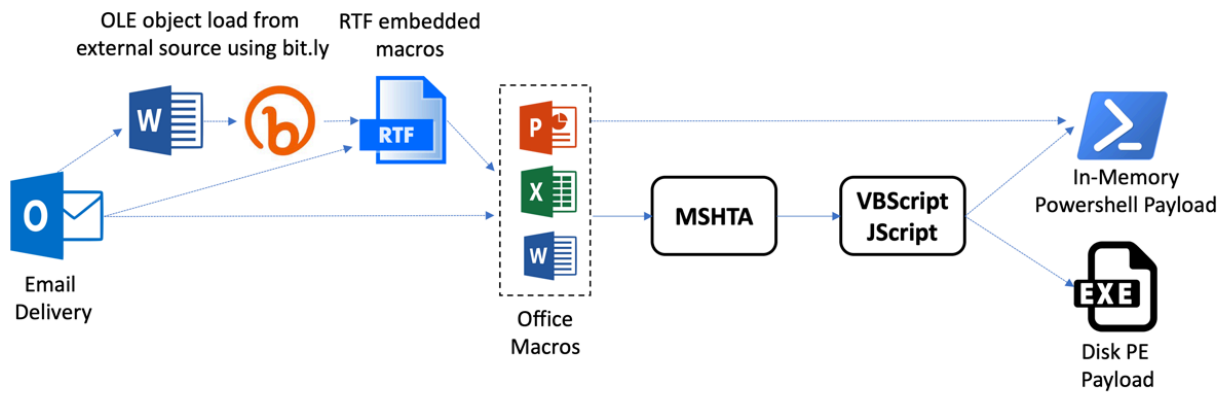 OLE object load from
external source using bit.ly
RTF embedded
macros
W
b
RTF
P
X
W
O
Email
Delivery
Office
Macros
MSHTA
VBScript
JScript
In-Memory
Powershell Payload
EXE
Disk PE
Payload